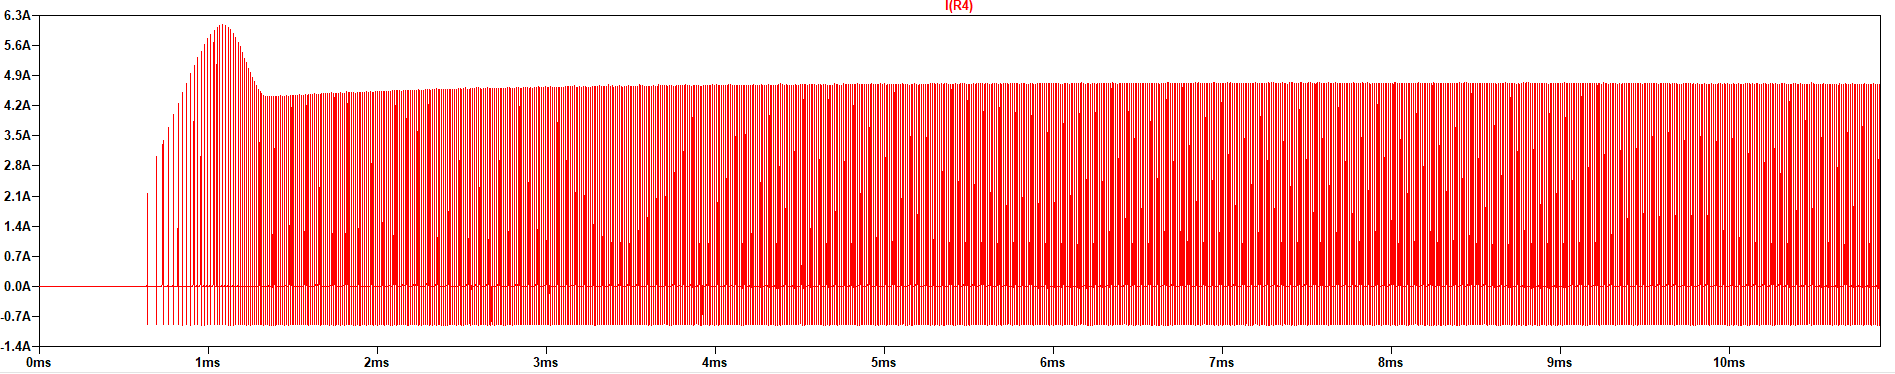 I(R4)
6.3A
5.6A
4.9A
4.2A
3.5A
2.8A
2.1A
1.4A
0.7A
0.0A
-0.7A
-1.4A
0ms 1ms 2ms 3ms 4ms 5ms 6ms 7ms 8ms 9ms 10ms